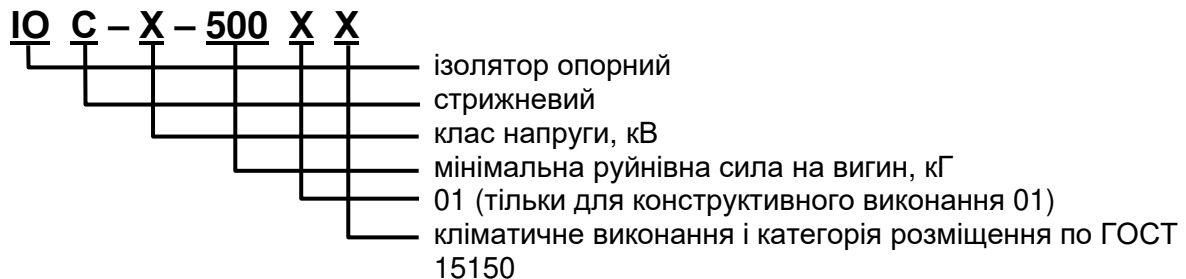 ІО С – Х – 500 Х Х
ізолятор опорний
стрижневий
клас напруги, кВ
мінімальна руйнівна сила на вигин, кГ
01 (тільки для конструктивного виконання 01)
кліматичне виконання і категорія розміщення по ГОСТ
15150